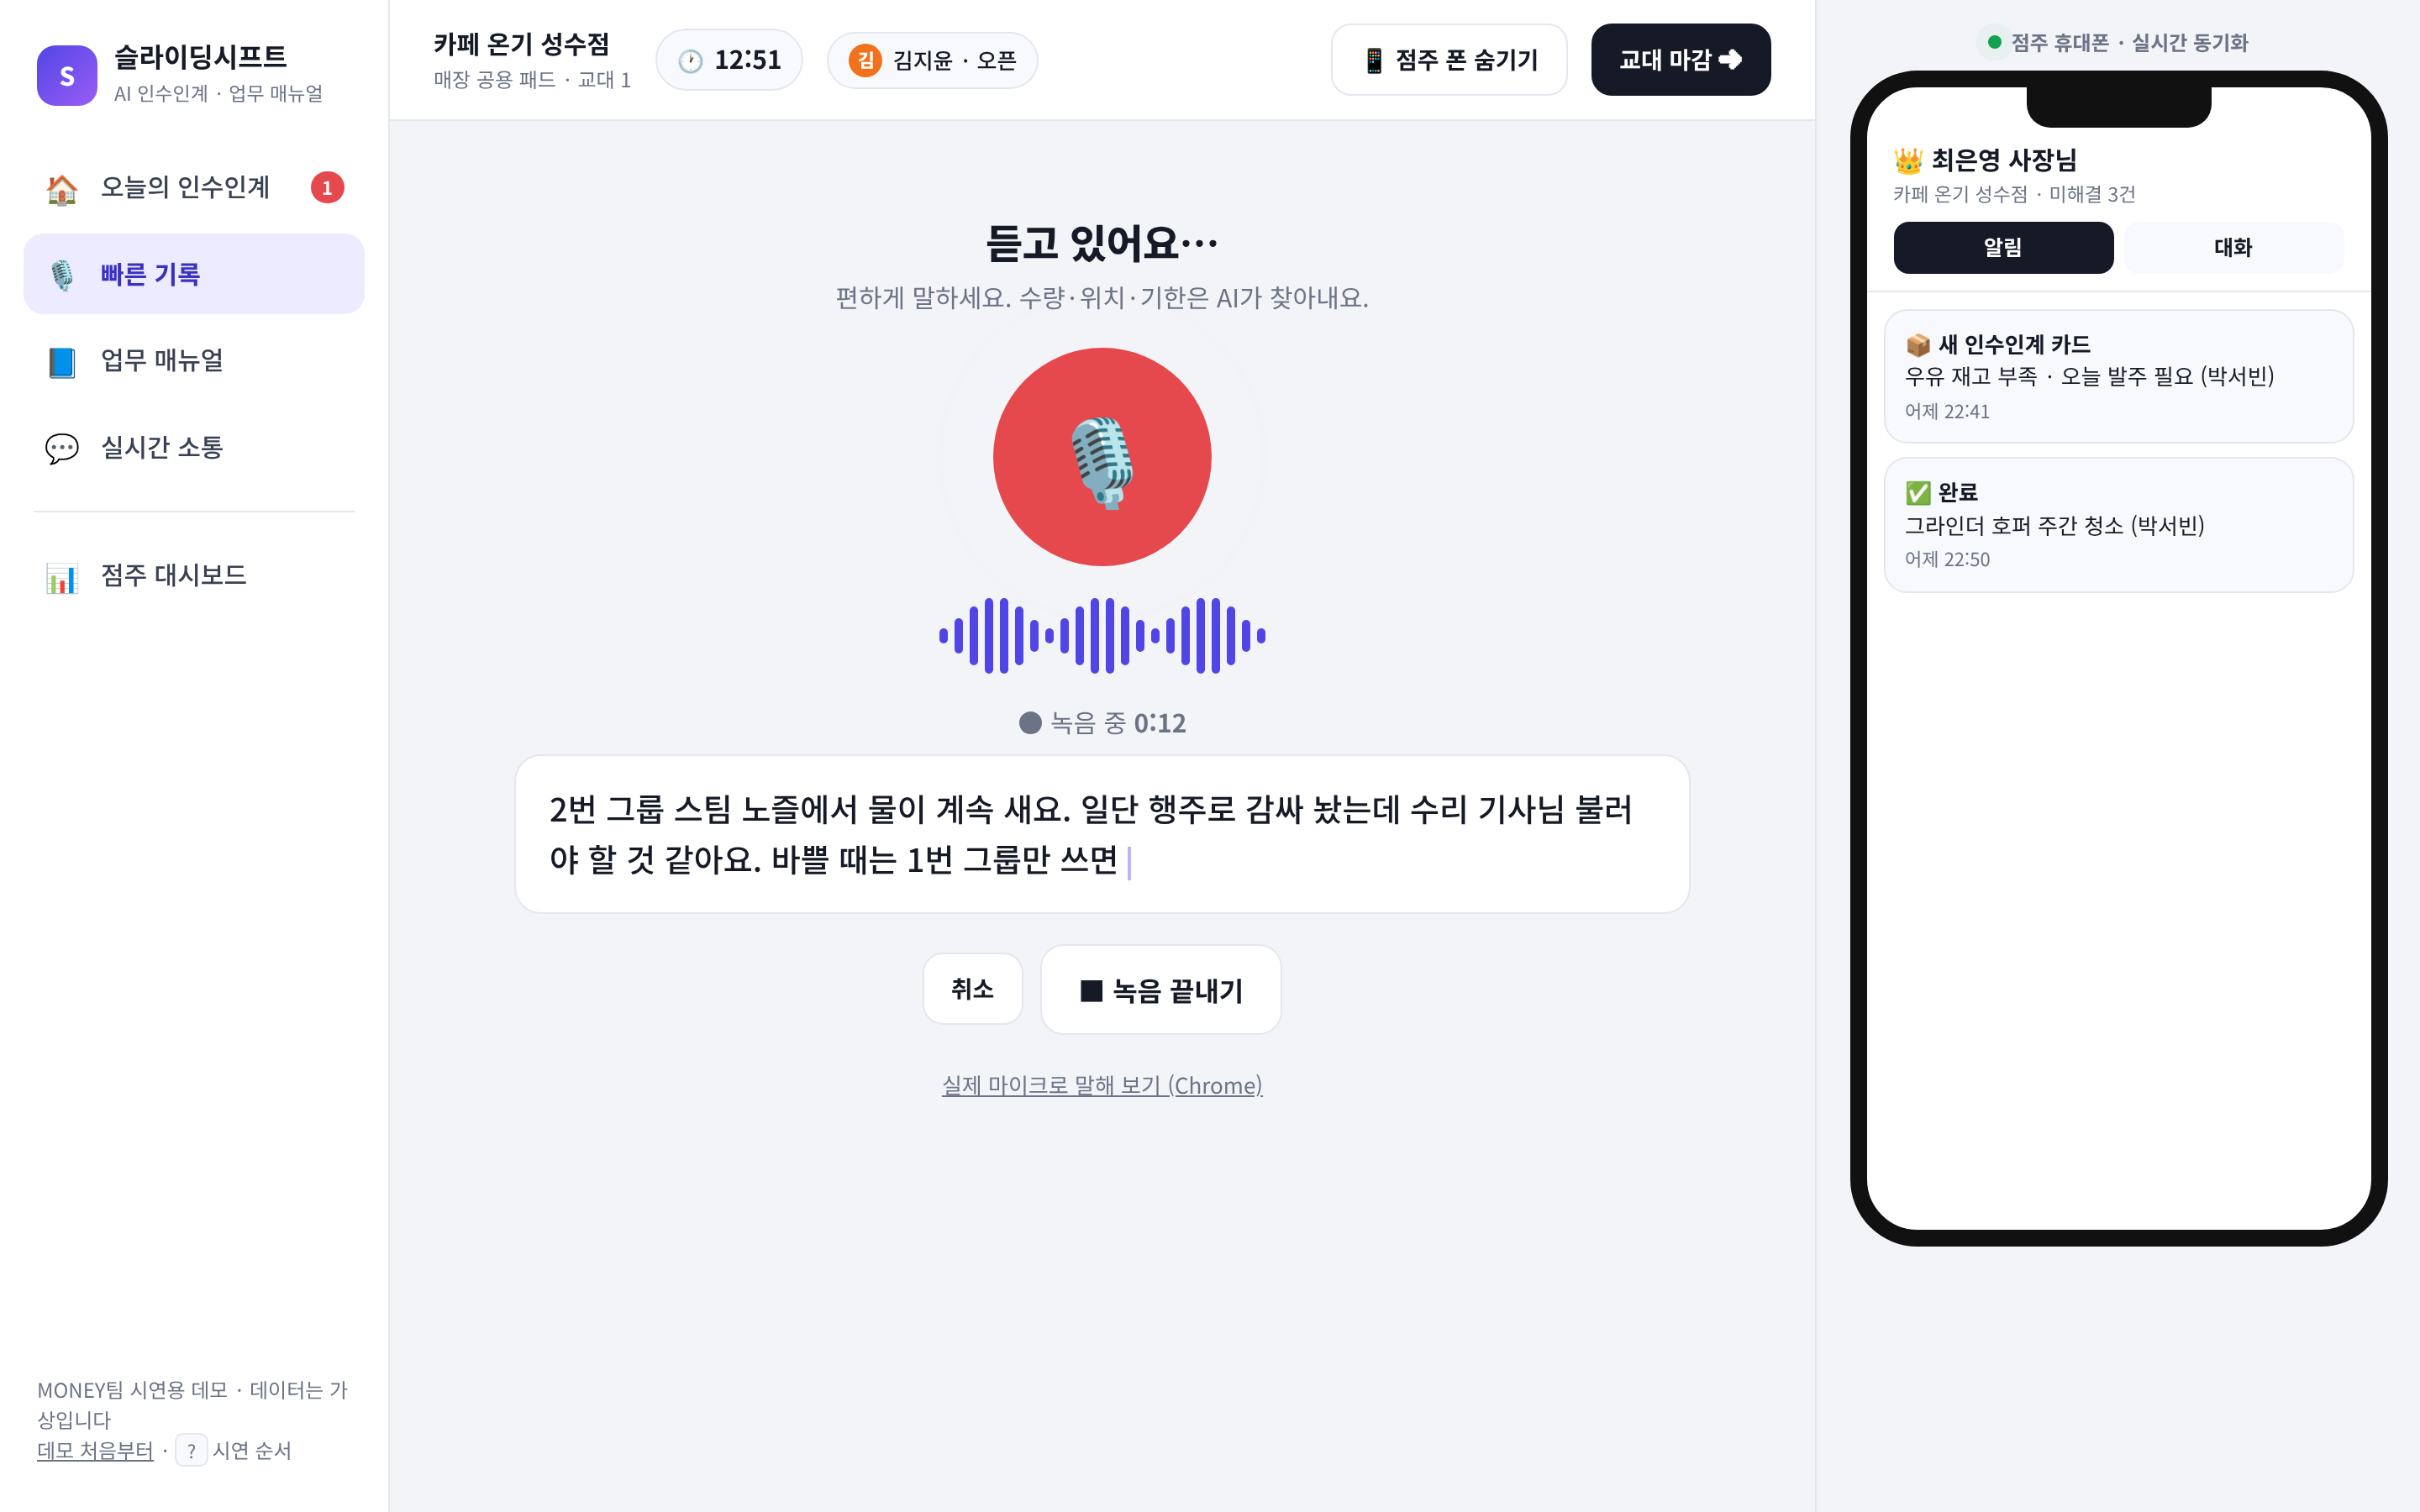 S
슬라이딩시프트
AI 인수인계 · 업무 매뉴얼
오늘의 인수인계 1
빠른 기록
업무 매뉴얼
실시간 소통
점주 대시보드
MONEY팀 시연용 데모 · 데이터는 가
상입니다
데모 처음부터 · ? 시연 순서
카페 온기 성수점
매장 공용 패드 · 교대 1
12:51
김 김지윤 · 오픈
점주 폰 숨기기
교대 마감
듣고 있어요…
편하게 말하세요. 수량·위치·기한은 AI가 찾아내요.
녹음 중 0:12
2번 그룹 스팀 노즐에서 물이 계속 새요. 일단 행주로 감싸 놨는데 수리 기사님 불러
야 할 것 같아요. 바쁠 때는 1번 그룹만 쓰면
취소
녹음 끝내기
실제 마이크로 말해 보기 (Chrome)
점주 휴대폰 · 실시간 동기화
최은영 사장님
카페 온기 성수점 · 미해결 3건
알림
대화
새 인수인계 카드
우유 재고 부족 · 오늘 발주 필요 (박서빈)
어제 22:41
완료
그라인더 호퍼 주간 청소 (박서빈)
어제 22:50